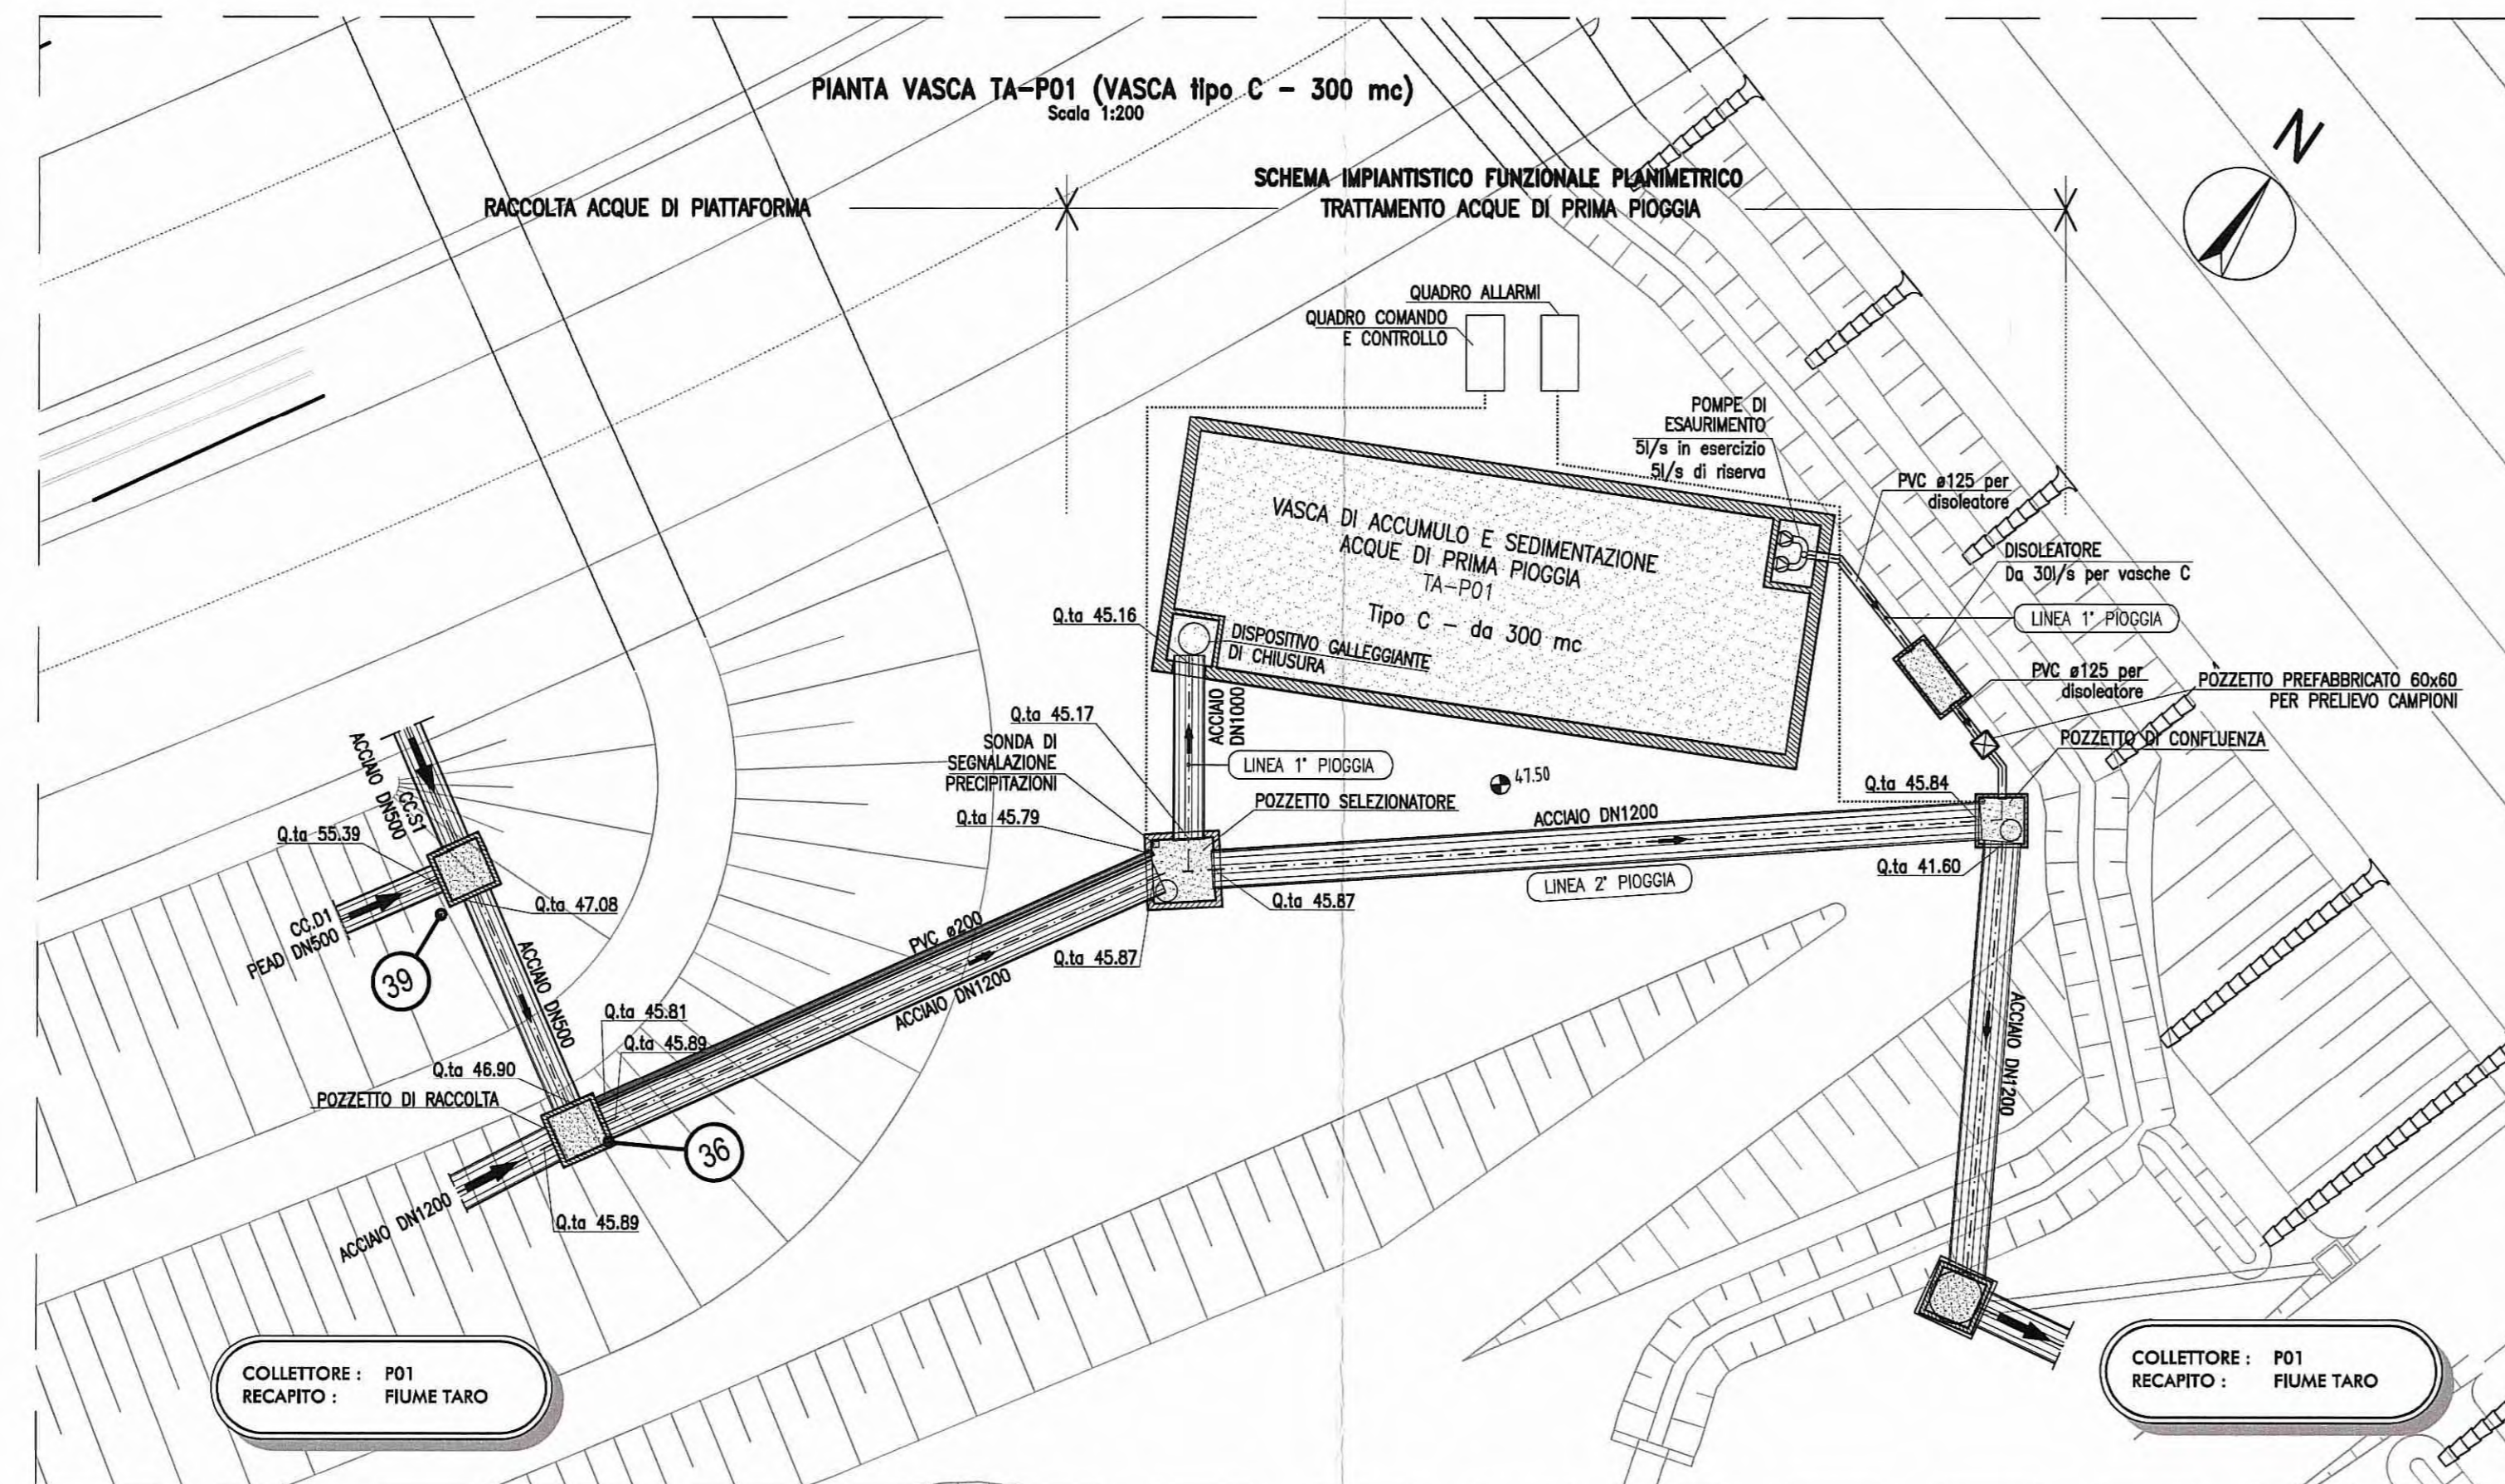 PIANTA VASCA TA-P01 (VASCA tipo C - 300 mc)
Scala 1:200
RACCOLTA ACQUE DI PIATTAFORMA
SCHEMA IMPIANTISTICO FUNZIONALE PLANIMETRICO
TRATTAMENTO ACQUE DI PRIMA PIOGGIA
N
QUADRO ALLARMI
QUADRO COMANDO
E CONTROLLO
POMPE DI
ESAURIMENTO
5l/s in esercizio
5l/s di riserva
PVC ø125 per
disoleatore
VASCA DI ACCUMULO E SEDIMENTAZIONE
ACQUE DI PRIMA PIOGGIA
TA-P01
Tipo C - da 300 mc
DISOLEATORE
Da 30l/s per vasche C
LINEA 1° PIOGGIA
Q.ta 45.16
DISPOSITIVO GALLEGGIANTE
DI CHIUSURA
PVC ø125 per
disoleatore
POZZETTO PREFABBRICATO 60x60
PER PRELIEVO CAMPIONI
POZZETTO DI CONFLUENZA
ACCIAIO
DN1000
Q.ta 45.17
SONDA DI
SEGNALAZIONE
PRECIPITAZIONI
LINEA 1° PIOGGIA
47.50
Q.ta 45.84
POZZETTO SELEZIONATORE
Q.ta 45.79
ACCIAIO DN1200
ACCIAIO DN500
CC.S1
Q.ta 55.39
Q.ta 41.60
LINEA 2° PIOGGIA
Q.ta 45.87
Q.ta 47.08
CC.D1
PEAD DN500
39
PVC ø200
Q.ta 45.87
ACCIAIO DN500
ACCIAIO DN1200
Q.ta 45.81
Q.ta 45.89
ACCIAIO DN1200
Q.ta 46.90
POZZETTO DI RACCOLTA
36
ACCIAIO DN1200
Q.ta 45.89
COLLETTORE : P01
RECAPITO : FIUME TARO
COLLETTORE : P01
RECAPITO : FIUME TARO